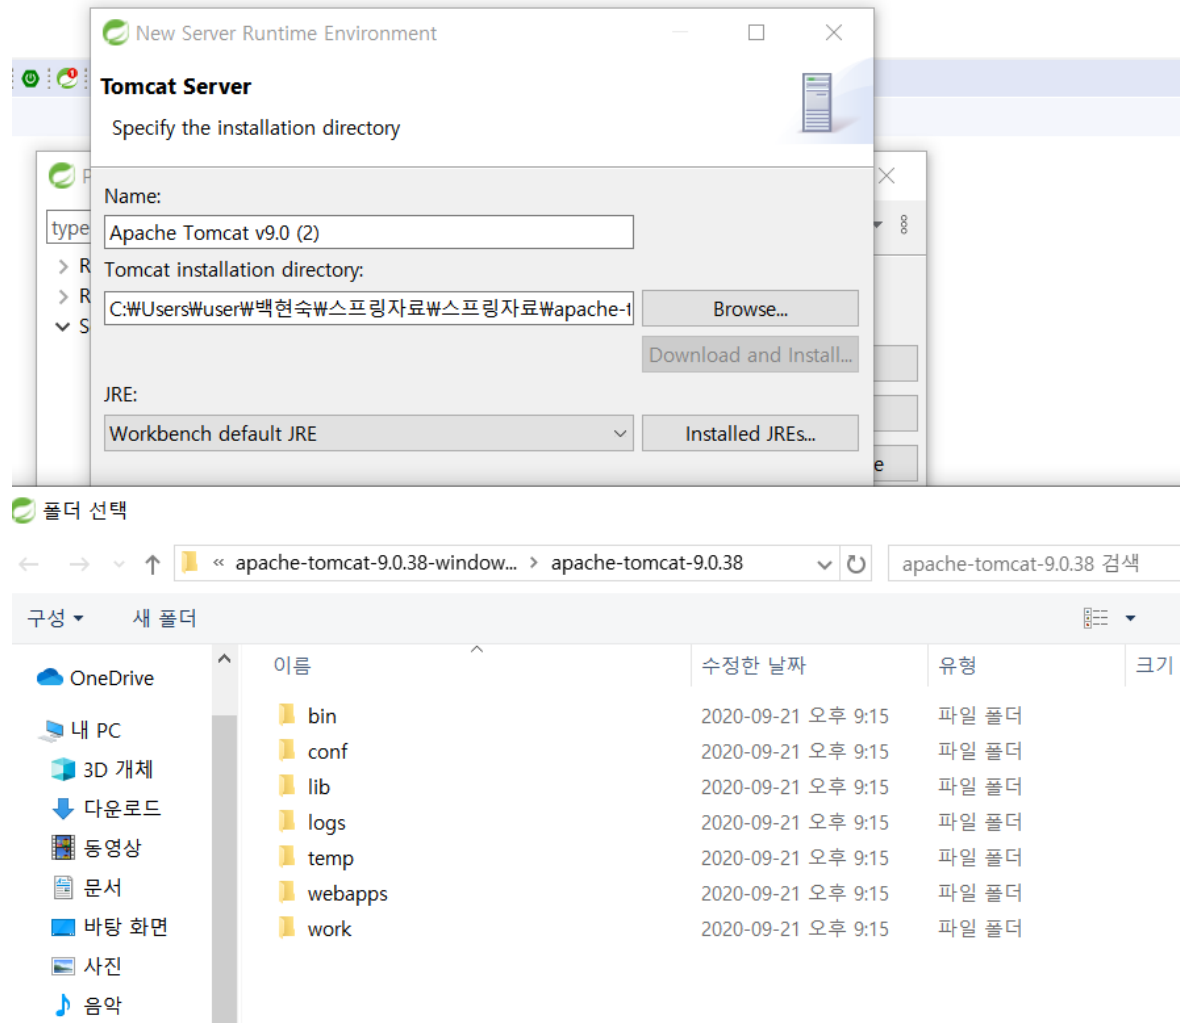 New Server Runtime Environment
Tomcat Server
Specify the installation directory
P
Name:
type
Apache Tomcat v9.0 (2)
R
Tomcat installation directory:
R
C:₩Users₩user₩백현숙₩스프링자료₩스프링자료₩apache-t
Browse...
S
Download and Install...
JRE:
Workbench default JRE
Installed JREs...
e
폴더 선택
« apache-tomcat-9.0.38-window... > apache-tomcat-9.0.38
apache-tomcat-9.0.38 검색
구성 새 폴더
이름 수정한 날짜 유형 크기
OneDrive
내 PC
3D 개체
다운로드
동영상
문서
바탕 화면
사진
음악
bin 2020-09-21 오후 9:15 파일 폴더
conf 2020-09-21 오후 9:15 파일 폴더
lib 2020-09-21 오후 9:15 파일 폴더
logs 2020-09-21 오후 9:15 파일 폴더
temp 2020-09-21 오후 9:15 파일 폴더
webapps 2020-09-21 오후 9:15 파일 폴더
work 2020-09-21 오후 9:15 파일 폴더